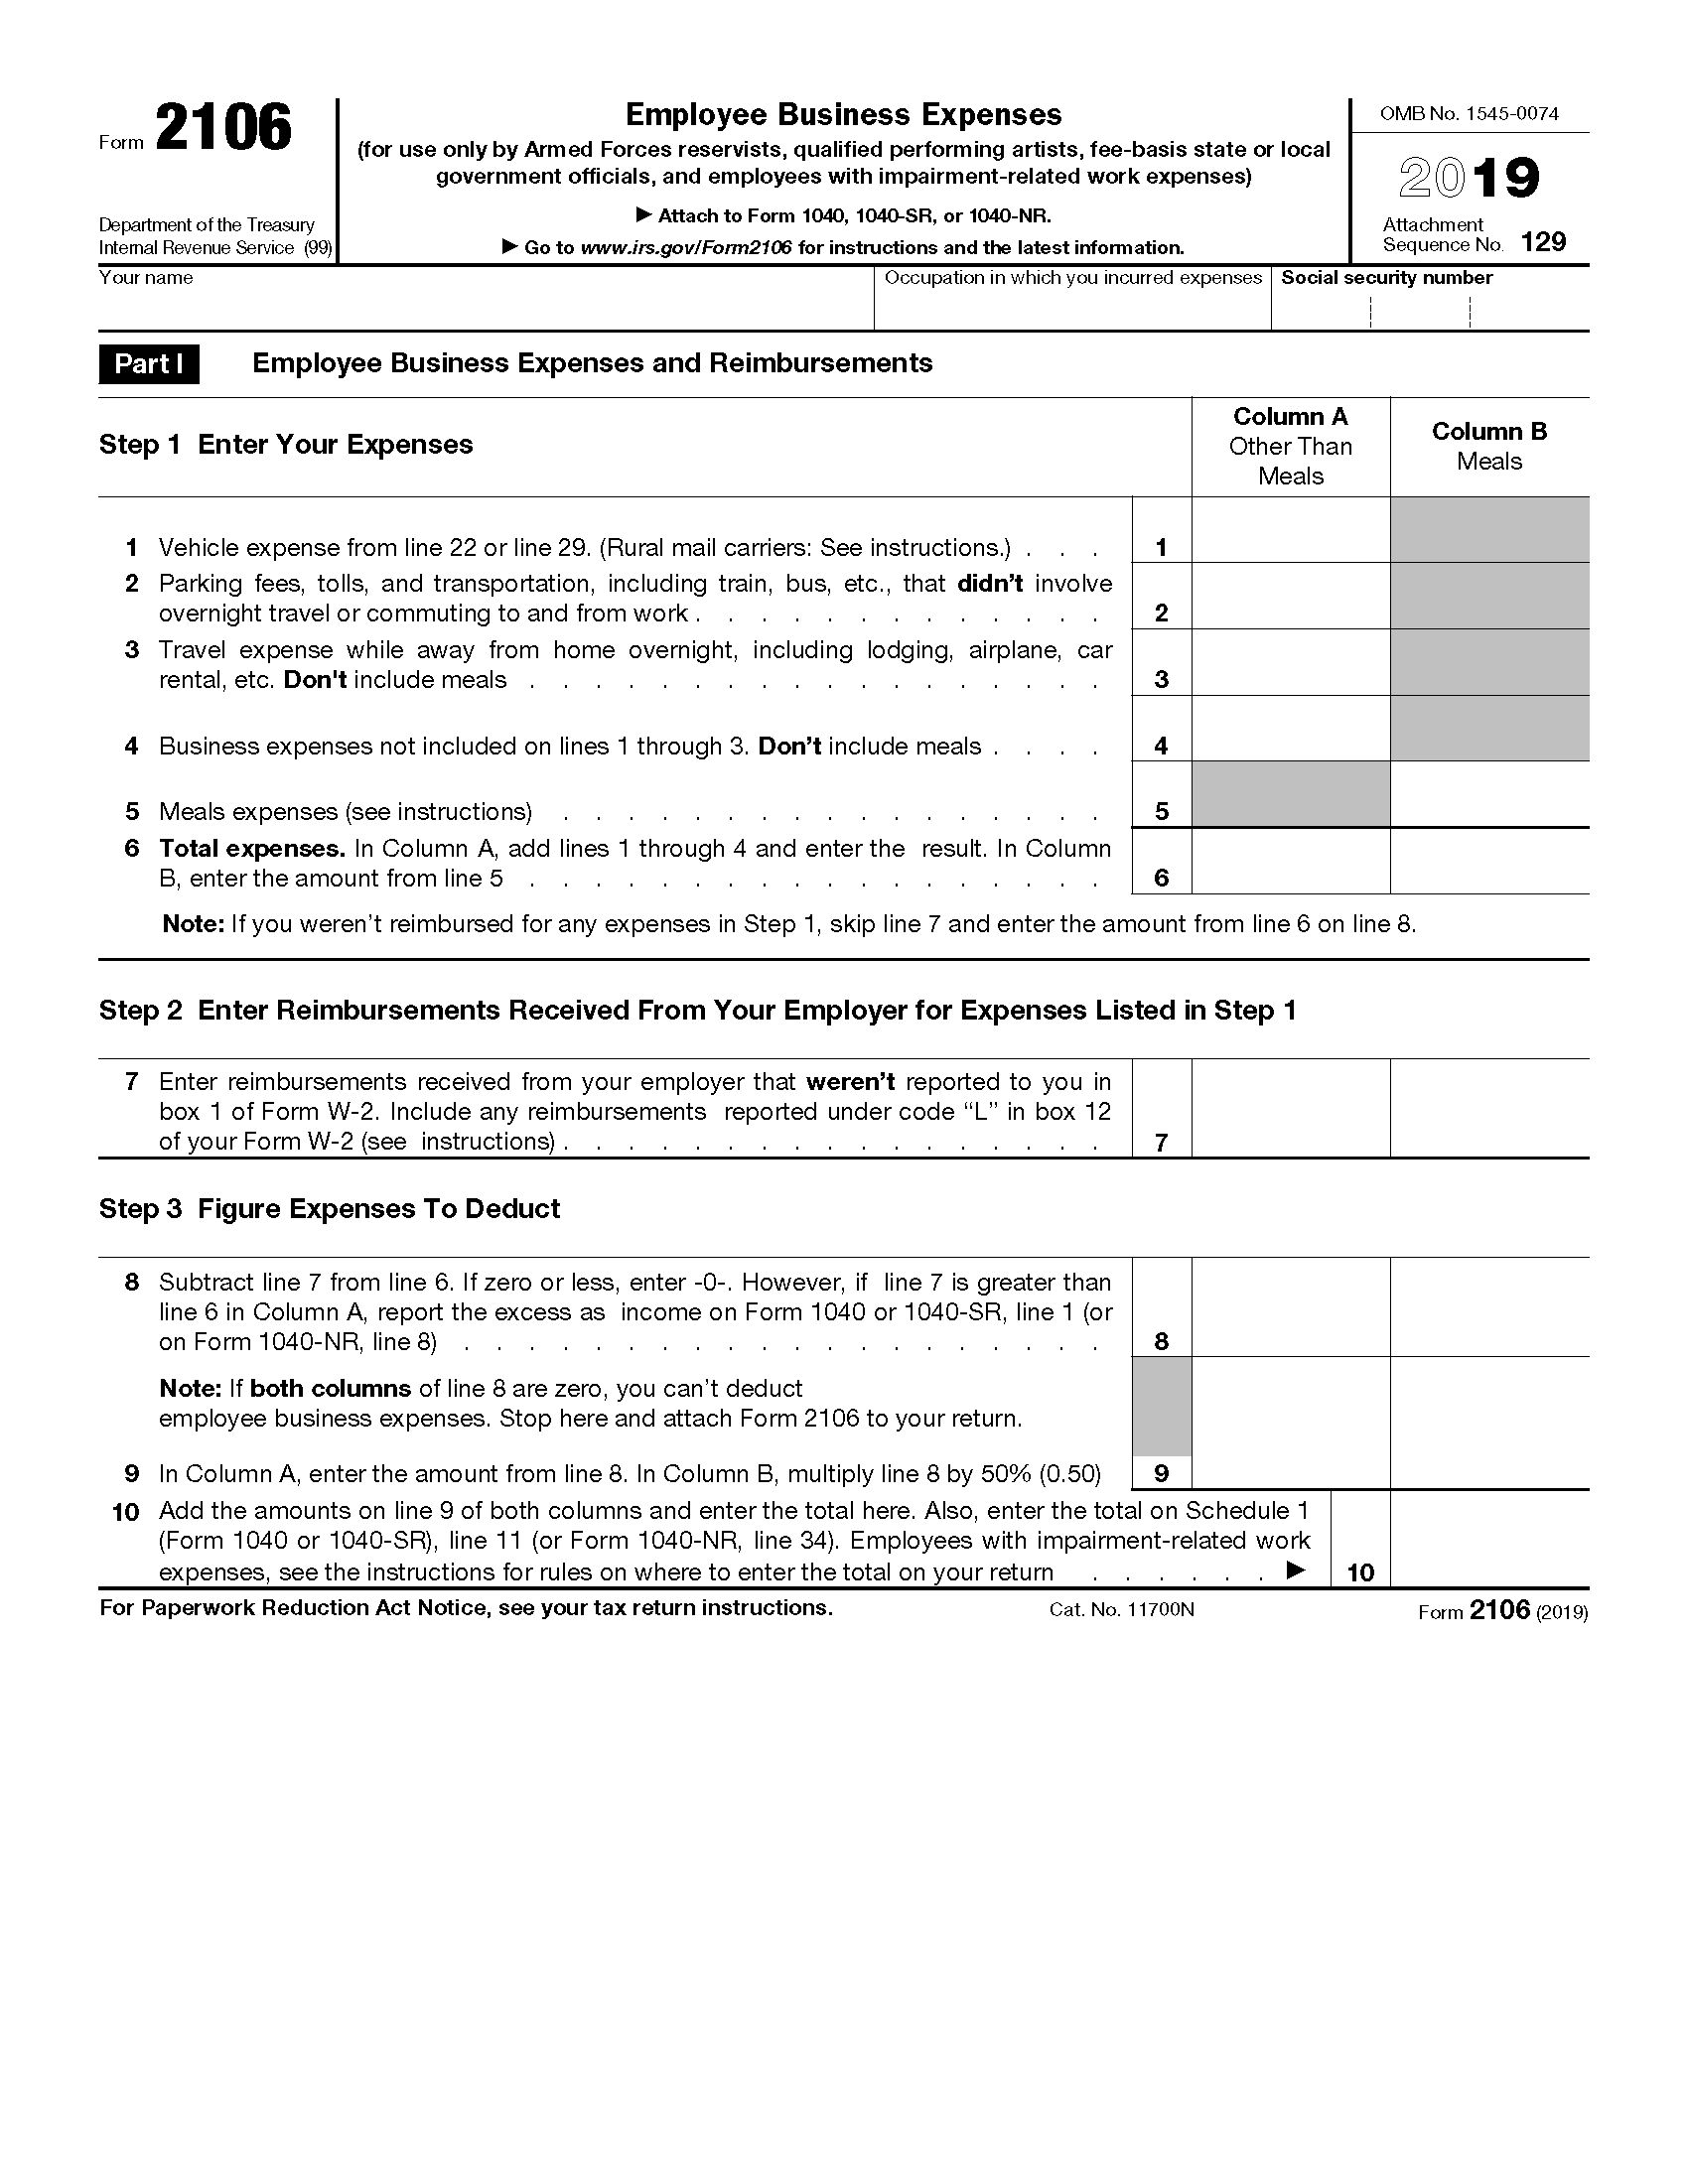 Form 2106
Department of the Treasury
Internal Revenue Service (99)
Employee Business Expenses
(for use only by Armed Forces reservists, qualified performing artists, fee-basis state or local
government officials, and employees with impairment-related work expenses)
▶ Attach to Form 1040, 1040-SR, or 1040-NR.
▶ Go to www.irs.gov/Form2106 for instructions and the latest information.
OMB No. 1545-0074
2019
Attachment
Sequence No. 129
Your name
Occupation in which you incurred expenses
Social security number
Part I Employee Business Expenses and Reimbursements
Step 1 Enter Your Expenses
Column A
Other Than
Meals
Column B
Meals
1 Vehicle expense from line 22 or line 29. (Rural mail carriers: See instructions.) . . . 1
2 Parking fees, tolls, and transportation, including train, bus, etc., that didn’t involve
overnight travel or commuting to and from work . . . . . . . . . . . . . 2
3 Travel expense while away from home overnight, including lodging, airplane, car
rental, etc. Don't include meals . . . . . . . . . . . . . . . . . . 3
4 Business expenses not included on lines 1 through 3. Don’t include meals . . . . 4
5 Meals expenses (see instructions) . . . . . . . . . . . . . . . . . 5
6 Total expenses. In Column A, add lines 1 through 4 and enter the result. In Column
B, enter the amount from line 5 . . . . . . . . . . . . . . . . . . 6
Note: If you weren’t reimbursed for any expenses in Step 1, skip line 7 and enter the amount from line 6 on line 8.
Step 2 Enter Reimbursements Received From Your Employer for Expenses Listed in Step 1
7 Enter reimbursements received from your employer that weren’t reported to you in
box 1 of Form W-2. Include any reimbursements reported under code “L” in box 12
of your Form W-2 (see instructions) . . . . . . . . . . . . . . . . . 7
Step 3 Figure Expenses To Deduct
8 Subtract line 7 from line 6. If zero or less, enter -0-. However, if line 7 is greater than
line 6 in Column A, report the excess as income on Form 1040 or 1040-SR, line 1 (or
on Form 1040-NR, line 8) . . . . . . . . . . . . . . . . . . . . 8
Note: If both columns of line 8 are zero, you can’t deduct
employee business expenses. Stop here and attach Form 2106 to your return.
9 In Column A, enter the amount from line 8. In Column B, multiply line 8 by 50% (0.50) 9
10 Add the amounts on line 9 of both columns and enter the total here. Also, enter the total on Schedule 1
(Form 1040 or 1040-SR), line 11 (or Form 1040-NR, line 34). Employees with impairment-related work
expenses, see the instructions for rules on where to enter the total on your return . . . . . . ▶ 10
For Paperwork Reduction Act Notice, see your tax return instructions. Cat. No. 11700N Form 2106 (2019)